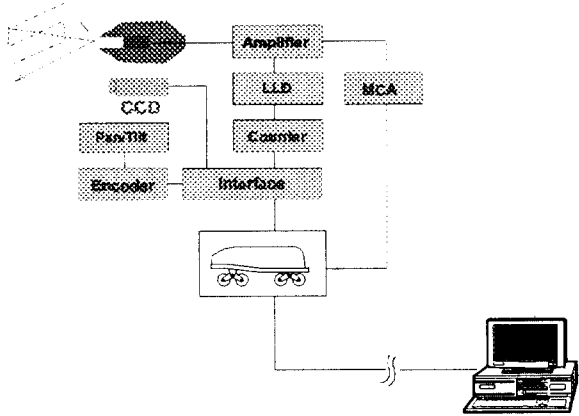 Amplifier
LLD
MCA
CCD
Counter
Pan/Tilt
Encoder
Interface